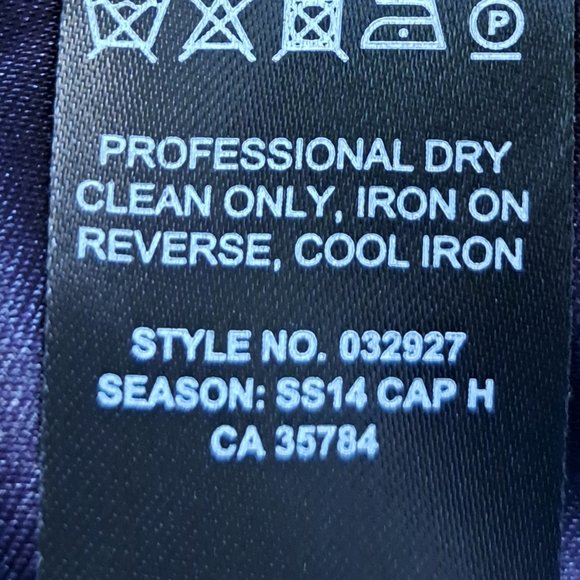 P
PROFESSIONAL DRY
CLEAN ONLY, IRON ON
REVERSE, COOL IRON
STYLE NO. 032927
SEASON: SS14 CAP H
CA 35784